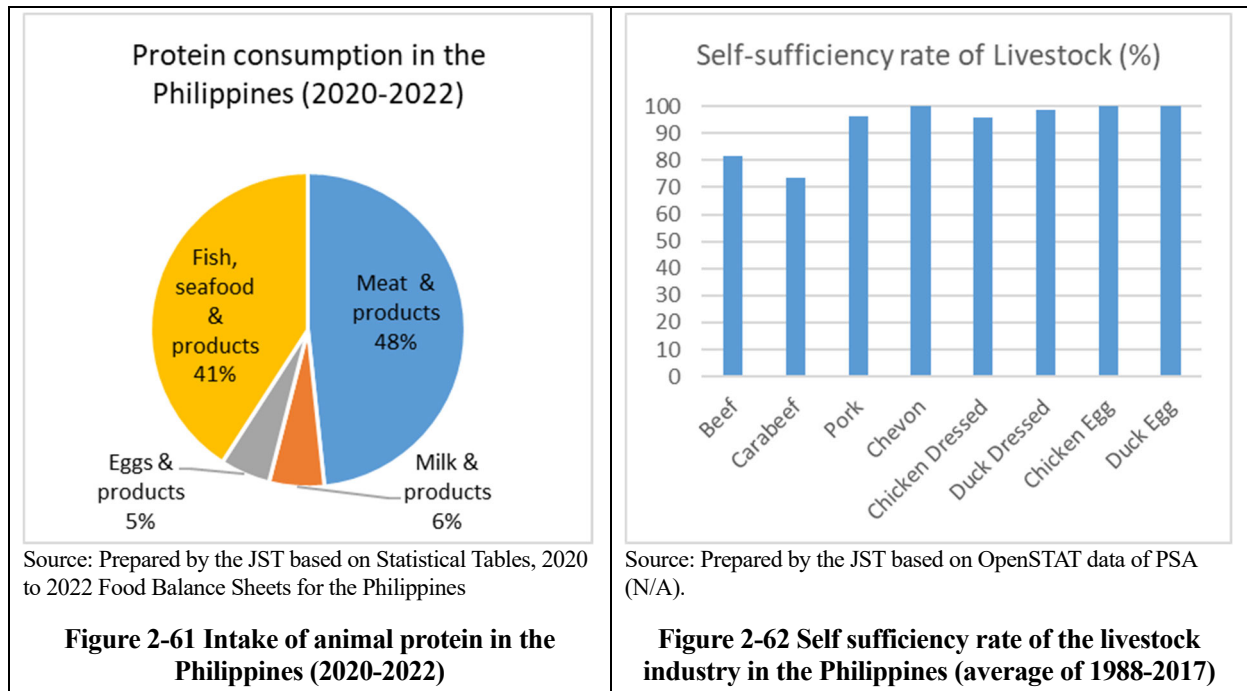 Protein consumption in the
Philippines (2020-2022)
Fish,
seafood
&
products
41%
Meat &
products
48%
Eggs &
products
5%
Milk &
products
6%
Source: Prepared by the JST based on Statistical Tables, 2020
to 2022 Food Balance Sheets for the Philippines
Figure 2-61 Intake of animal protein in the
Philippines (2020-2022)
Self-sufficiency rate of Livestock (%)
100
90
80
70
60
50
40
30
20
10
0
Beef
Carabeef
Pork
Chevon
Chicken Dressed
Duck Dressed
Chicken Egg
Duck Egg
Source: Prepared by the JST based on OpenSTAT data of PSA
(N/A).
Figure 2-62 Self sufficiency rate of the livestock
industry in the Philippines (average of 1988-2017)